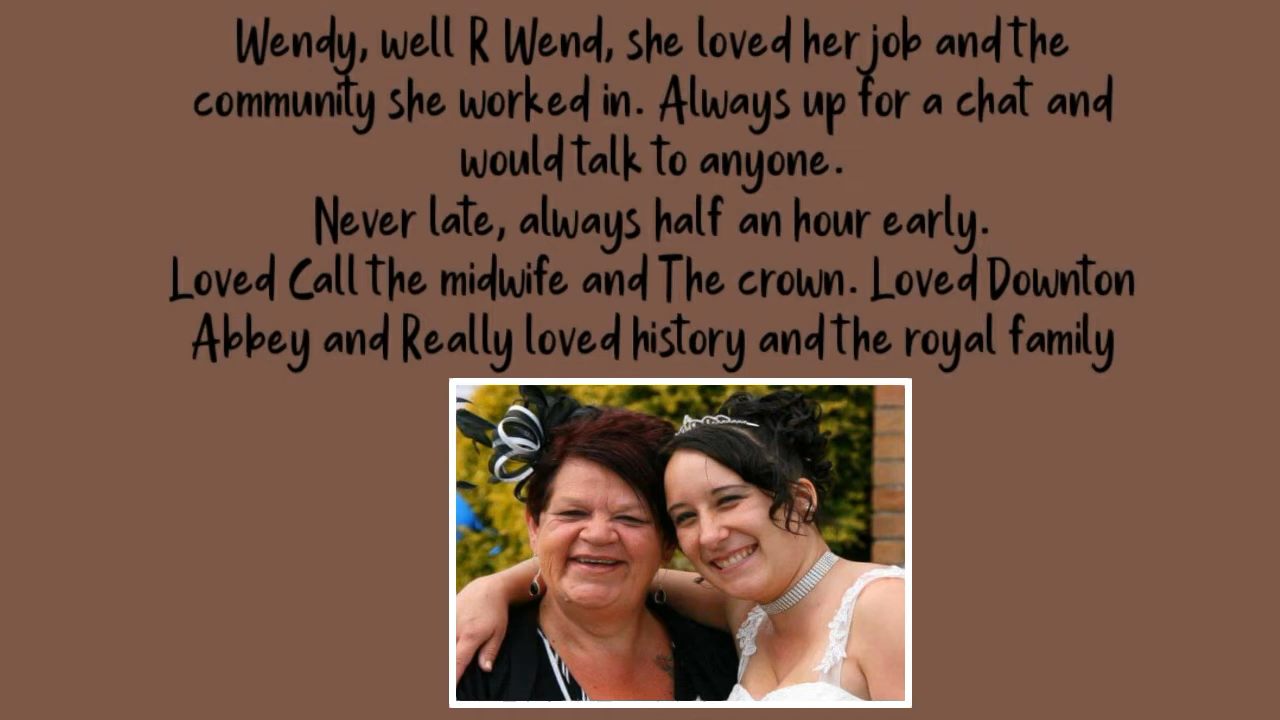 Wendy, well R Wend, she loved her job and the
community she worked in. Always up for a chat and
would talk to anyone.
Never late, always half an hour early.
Loved Call the midwife and The crown. Loved Downton
Abbey and Really loved history and the royal family